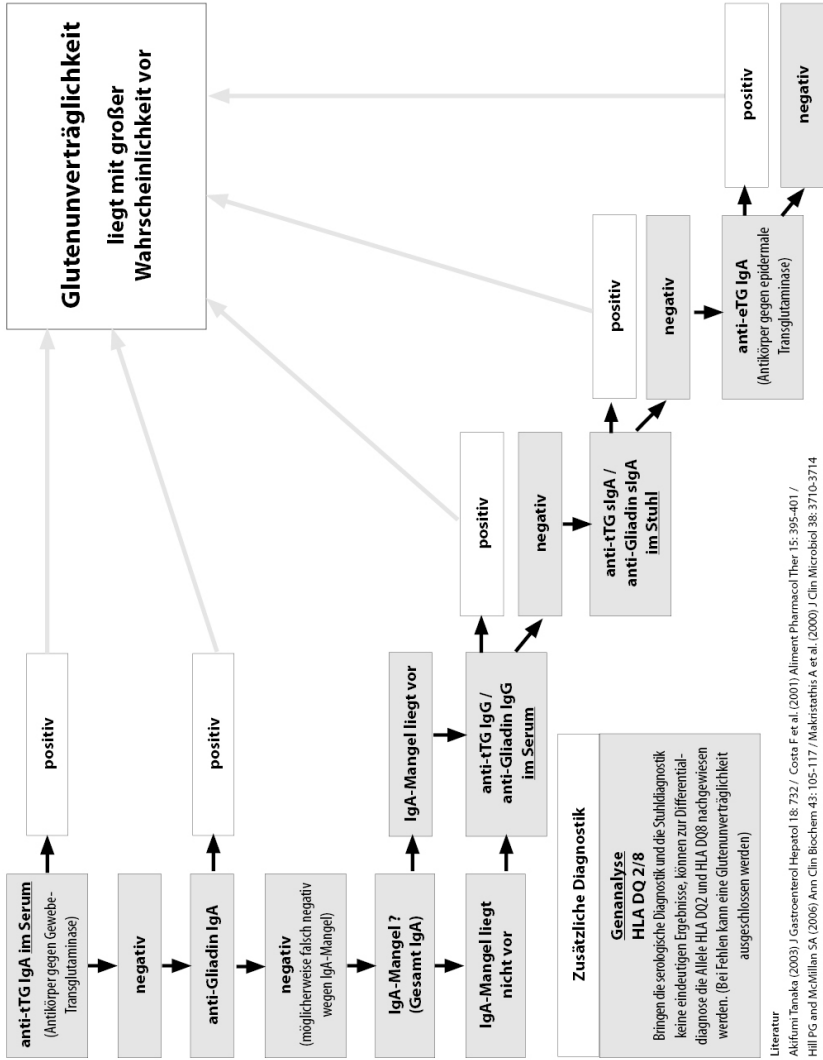 Glutenunverträglichkeit
liegt mit großer
Wahrscheinlichkeit vor
anti-tTG IgA im Serum
(Antikörper gegen Gewebe-
Transglutaminase)
positiv
negativ
anti-Gliadin IgA
positiv
negativ
(möglicherweise falsch negativ
wegen IgA-Mangel)
IgA-Mangel ?
(Gesamt IgA)
IgA-Mangel liegt vor
IgA-Mangel liegt
nicht vor
anti-tTG IgG /
anti-Gliadin IgG
im Serum
positiv
negativ
anti-tTG sIgA /
anti-Gliadin sIgA
im Stuhl
positiv
negativ
anti-eTG IgA
(Antikörper gegen epidermale
Transglutaminase)
positiv
negativ
Zusätzliche Diagnostik
Genanalyse
HLA DQ 2/8
Bringen die serologische Diagnostik und die Stuhldiagnostik
keine eindeutigen Ergebnisse, können zur Differential-
diagnose die Allele HLA DQ2 und HLA DQ8 nachgewiesen
werden. (Bei Fehlen kann eine Glutenunverträglichkeit
ausgeschlossen werden)
Literatur
Akifumi Tanaka (2003) J Gastroenterol Hepatol 18: 732 / Costa F et al. (2001) Aliment Pharmacol Ther 15: 395-401 /
Hill PG and McMillan SA (2006) Ann Clin Biochem 43: 105-117 / Makristathis A et al. (2000) J Clin Microbiol 38: 3710-3714